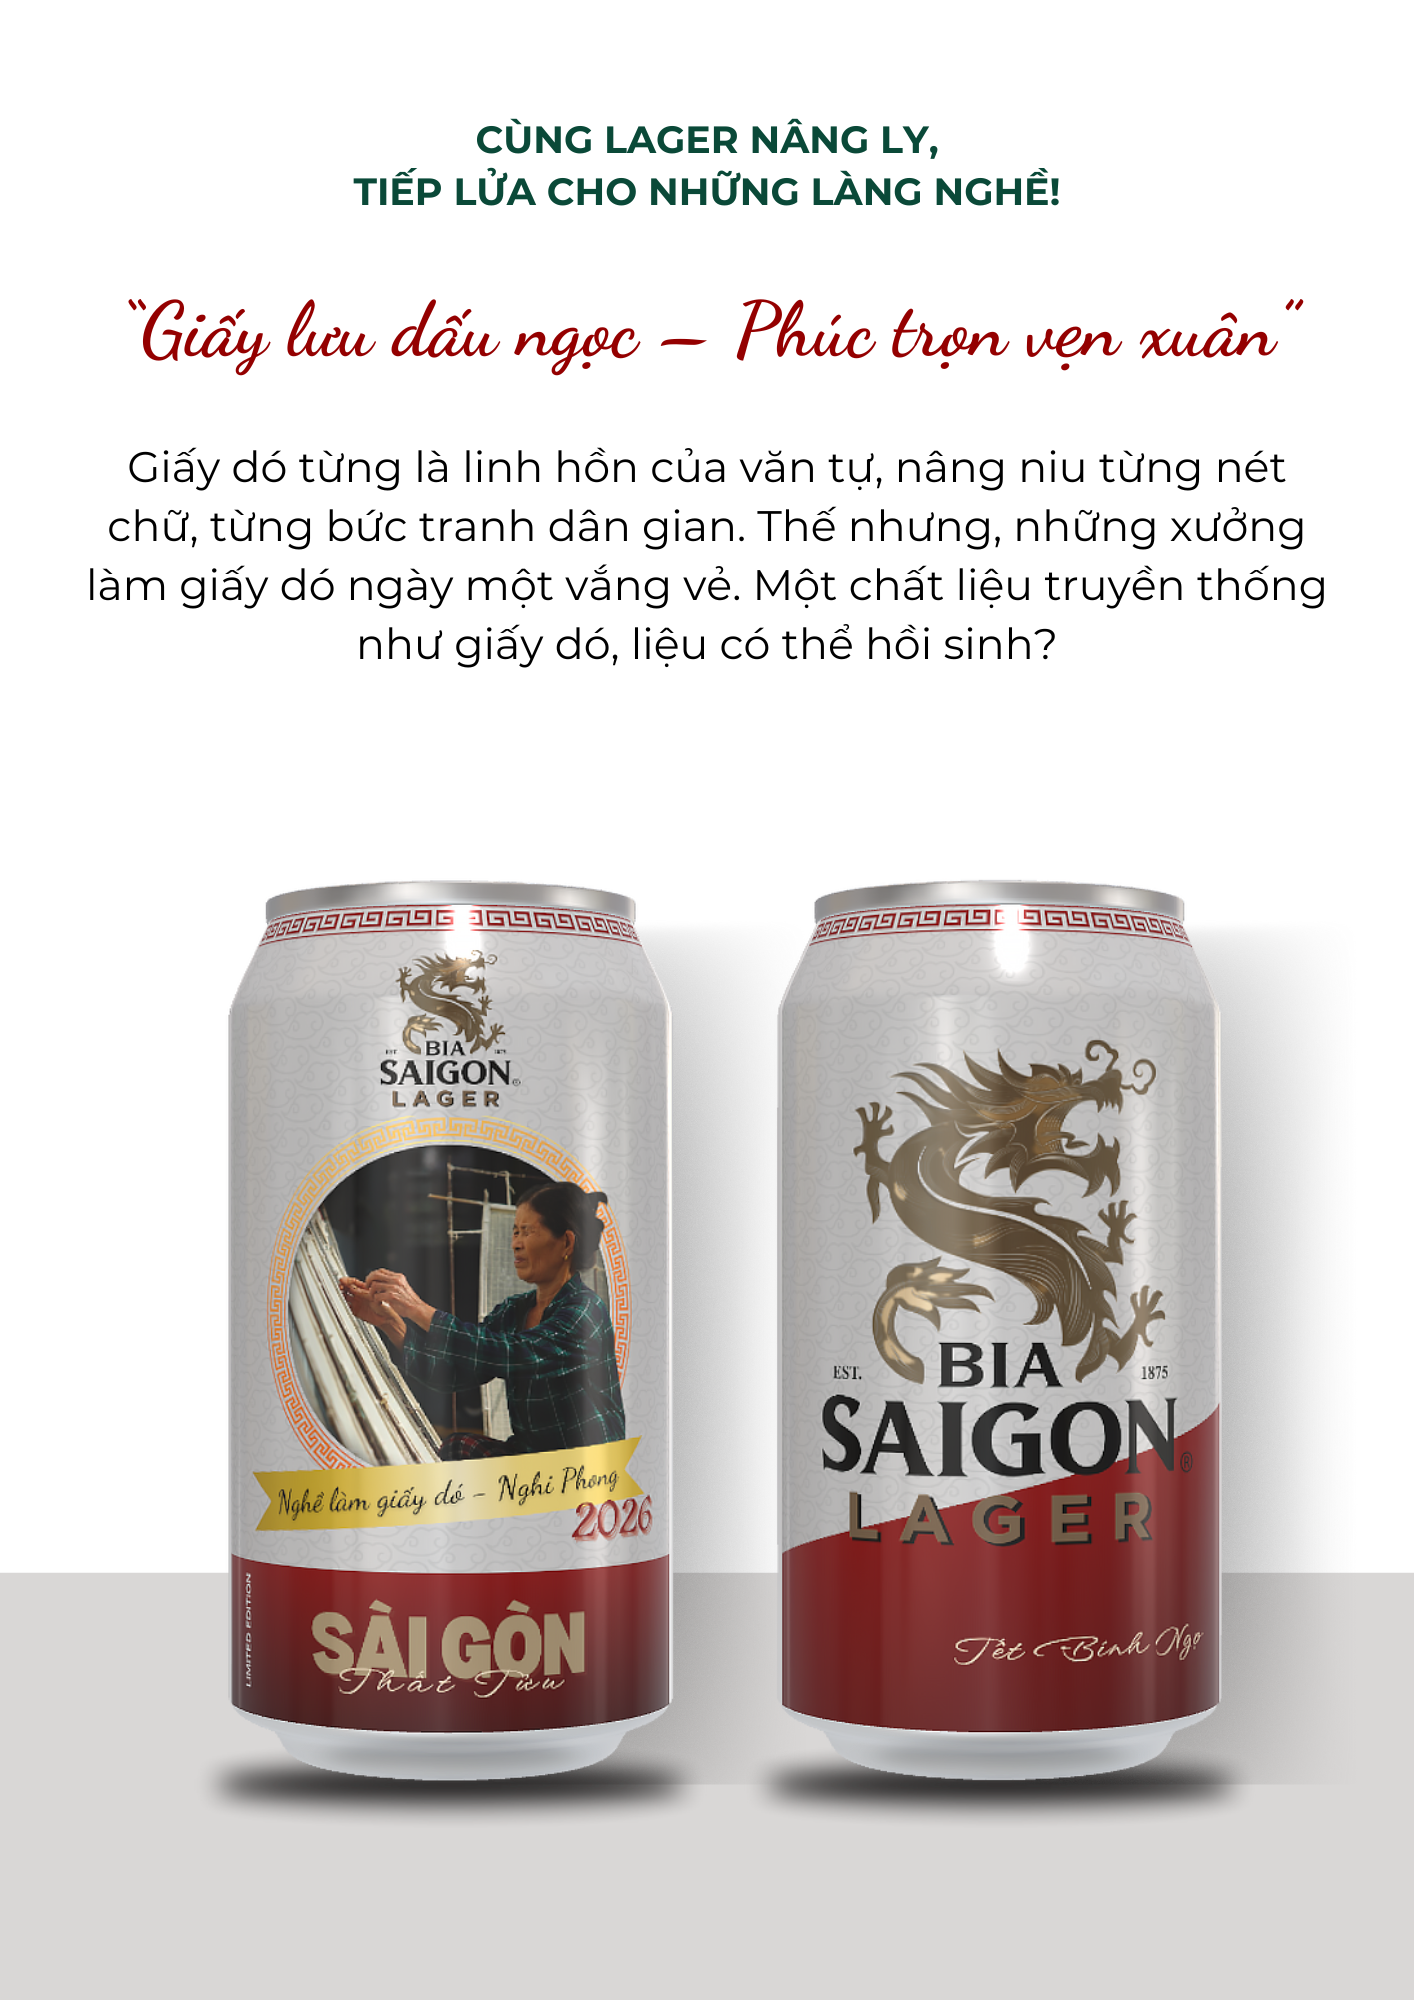 CÙNG LAGER NÂNG LY,
TIẾP LỬA CHO NHỮNG LÀNG NGHỀ!
“Giấy lưu dấu ngọc – Phúc trọn vẹn xuân”
Giấy dó từng là linh hồn của văn tự, nâng niu từng nét
chữ, từng bức tranh dân gian. Thế nhưng, những xưởng
làm giấy dó ngày một vắng vẻ. Một chất liệu truyền thống
như giấy dó, liệu có thể hồi sinh?
EST. BIA 1875
SAIGON®
LAGER
Nghề làm giấy dó – Nghi Phong
2026
LIMITED EDITION
SÀI GÒN
Thất Tửu
EST. BIA 1875
SAIGON®
LAGER
Tết Bính Ngọ